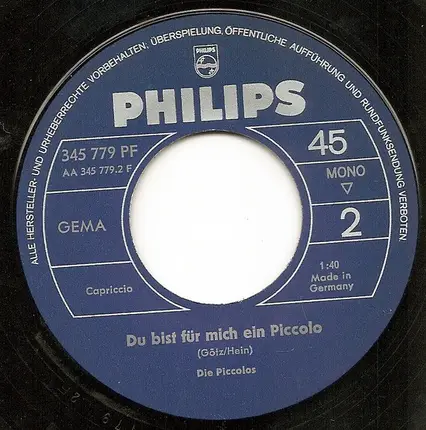 ALLE HERSTELLER- UND URHEBERRECHTE VORBEHALTEN, ÜBERSPIELUNG, ÖFFENTLICHE AUFFÜHRUNG UND RUNDFUNKSENDUNG VERBOTEN.
PHILIPS
PHILIPS
345 779 PF
AA 345 779.2 F
45
MONO
GEMA
2
Capriccio
1:40
Made in
Germany
Du bist für mich ein Piccolo
(Götz/Hein)
Die Piccolos